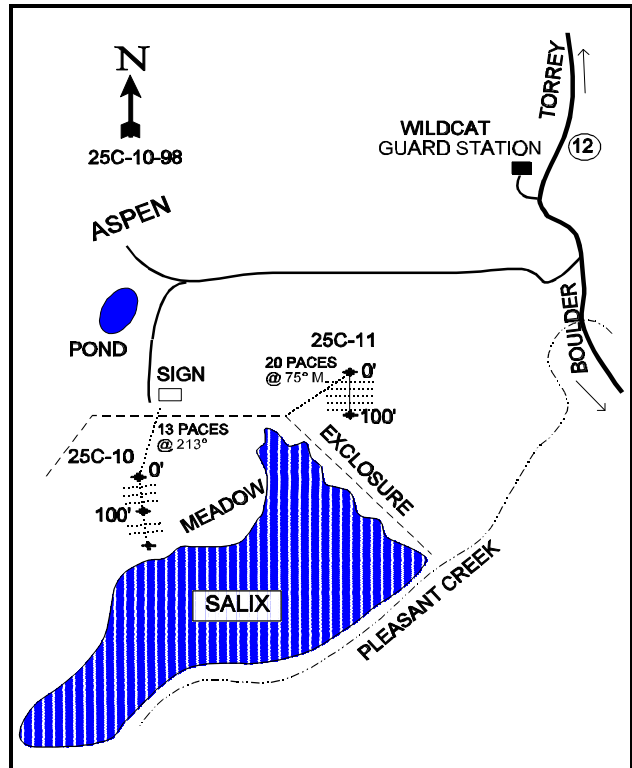 N
25C-10-98
TORREY
12
WILDCAT
GUARD STATION
ASPEN
POND
BOULDER
25C-11
20 PACES
@ 75° M.
0'
100'
SIGN
13 PACES
@ 213°
25C-10
0'
100'
EXCLOSURE
MEADOW
SALIX
PLEASANT CREEK